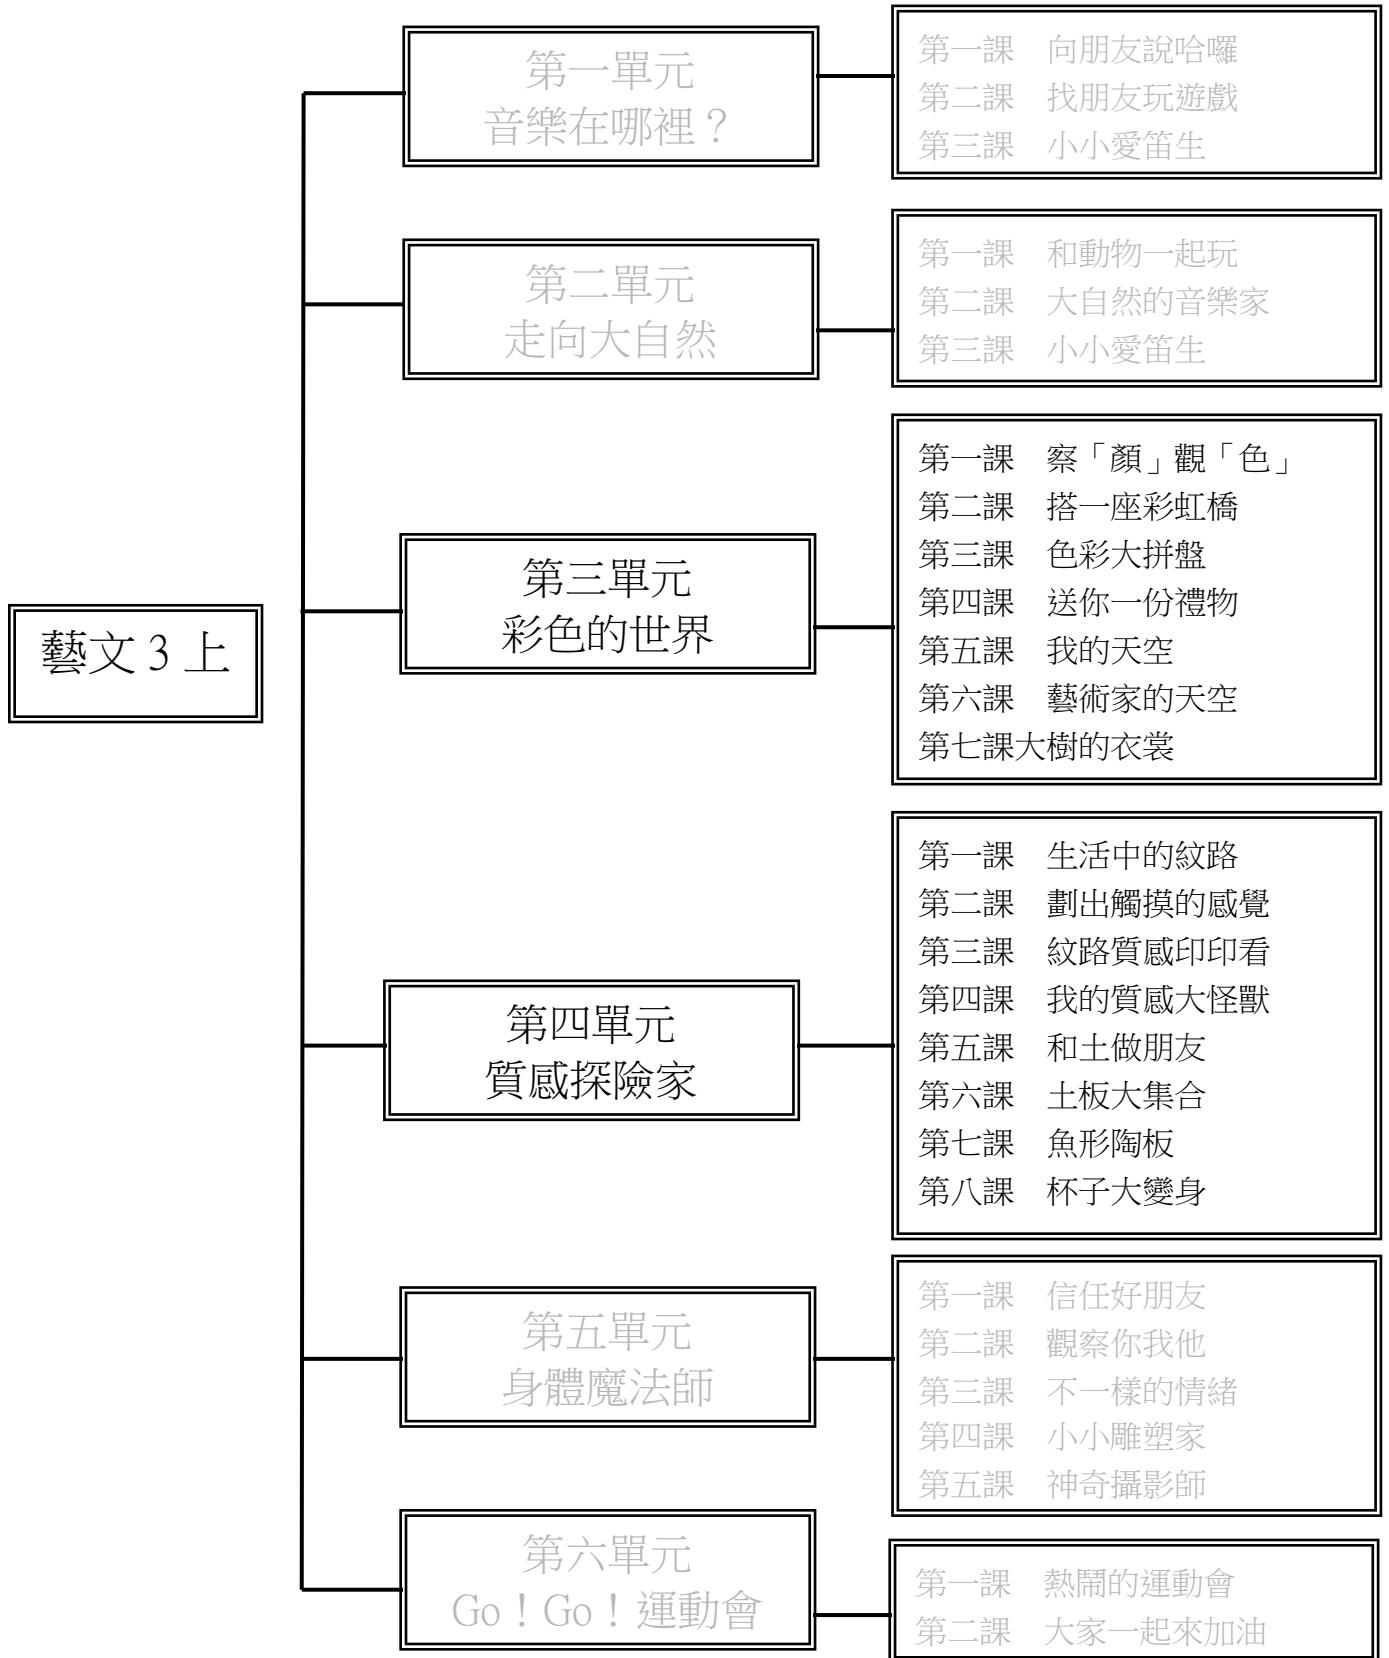 藝文 3 上
第一單元
音樂在哪裡？
第一課　向朋友說哈囉
第二課　找朋友玩遊戲
第三課　小小愛笛生
第二單元
走向大自然
第一課　和動物一起玩
第二課　大自然的音樂家
第三課　小小愛笛生
第三單元
彩色的世界
第一課　察「顏」觀「色」
第二課　搭一座彩虹橋
第三課　色彩大拼盤
第四課　送你一份禮物
第五課　我的天空
第六課　藝術家的天空
第七課大樹的衣裳
第四單元
質感探險家
第一課　生活中的紋路
第二課　劃出觸摸的感覺
第三課　紋路質感印印看
第四課　我的質感大怪獸
第五課　和土做朋友
第六課　土板大集合
第七課　魚形陶板
第八課　杯子大變身
第五單元
身體魔法師
第一課　信任好朋友
第二課　觀察你我他
第三課　不一樣的情緒
第四課　小小雕塑家
第五課　神奇攝影師
第六單元
Go！Go！運動會
第一課　熱鬧的運動會
第二課　大家一起來加油